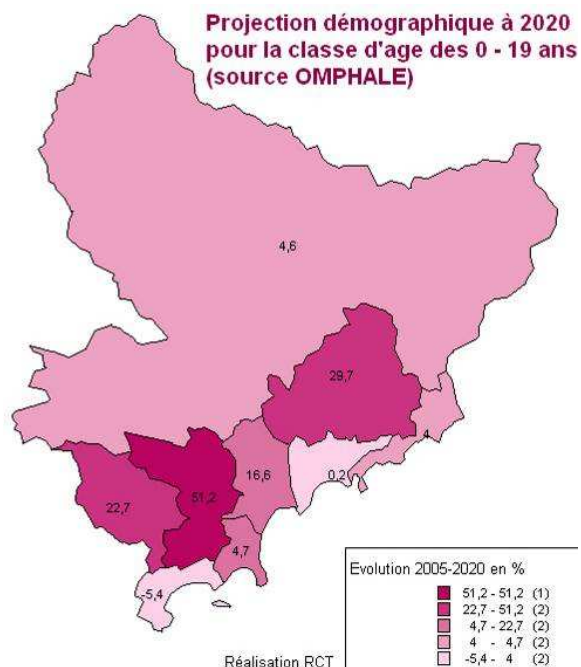 Projection démographique à 2020
pour la classe d'age des 0 - 19 ans
(source OMPHALE)
4,6
29,7
4
16,6
0,2
22,7
51,2
4,7
-5,4
Evolution 2005-2020 en %
51,2 - 51,2 (1)
22,7 - 51,2 (2)
4,7 - 22,7 (2)
4 - 4,7 (2)
-5,4 - 4 (2)
Réalisation RCT